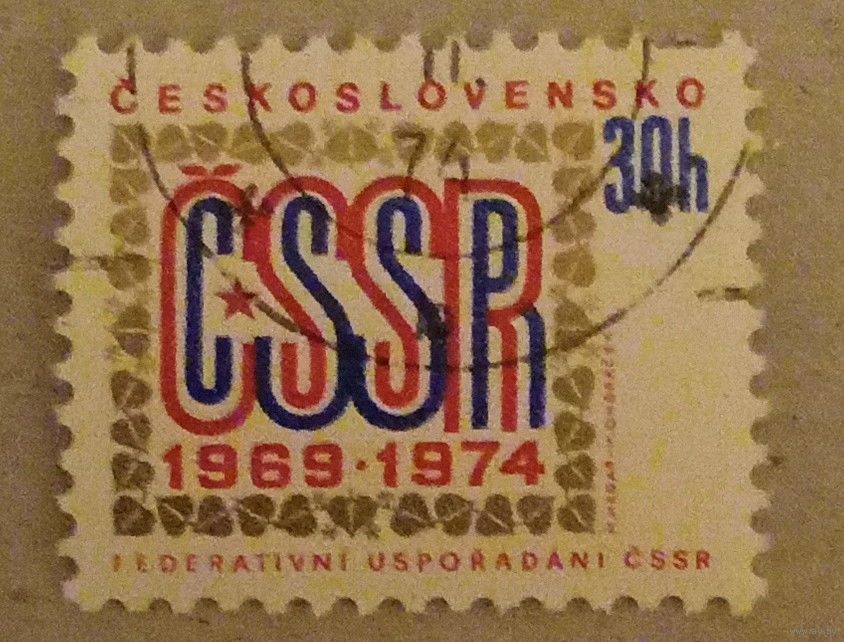 ČESKOSLOVENSKO
30h
ČSSR
1969·1974
FEDERATIVNÍ USPOŘÁDÁNÍ ČSSR